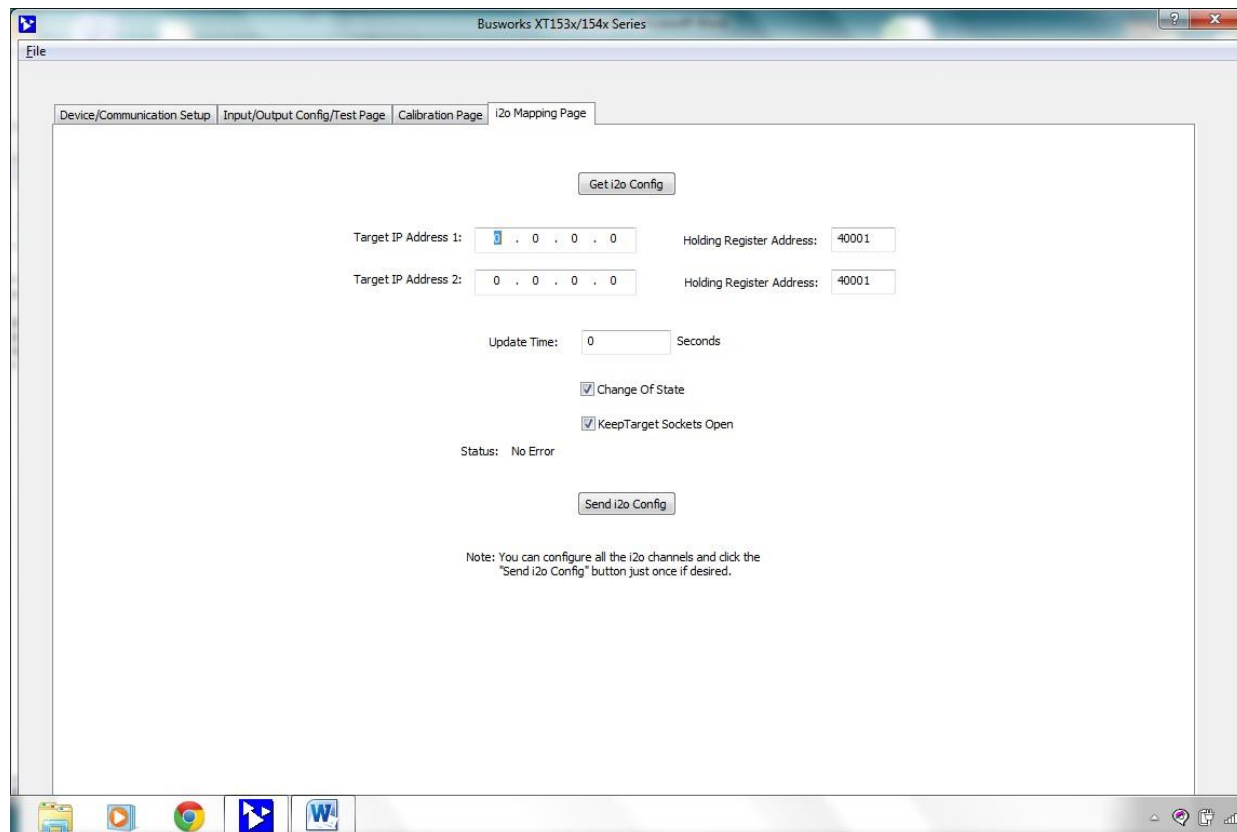 Busworks XT153x/154x Series
File
Device/Communication Setup Input/Output Config/Test Page Calibration Page i2o Mapping Page
Get i2o Config
Target IP Address 1: 0 . 0 . 0 . 0 Holding Register Address: 40001
Target IP Address 2: 0 . 0 . 0 . 0 Holding Register Address: 40001
Update Time: 0 Seconds
Change Of State
KeepTarget Sockets Open
Status: No Error
Send i2o Config
Note: You can configure all the i2o channels and click the
"Send i2o Config" button just once if desired.